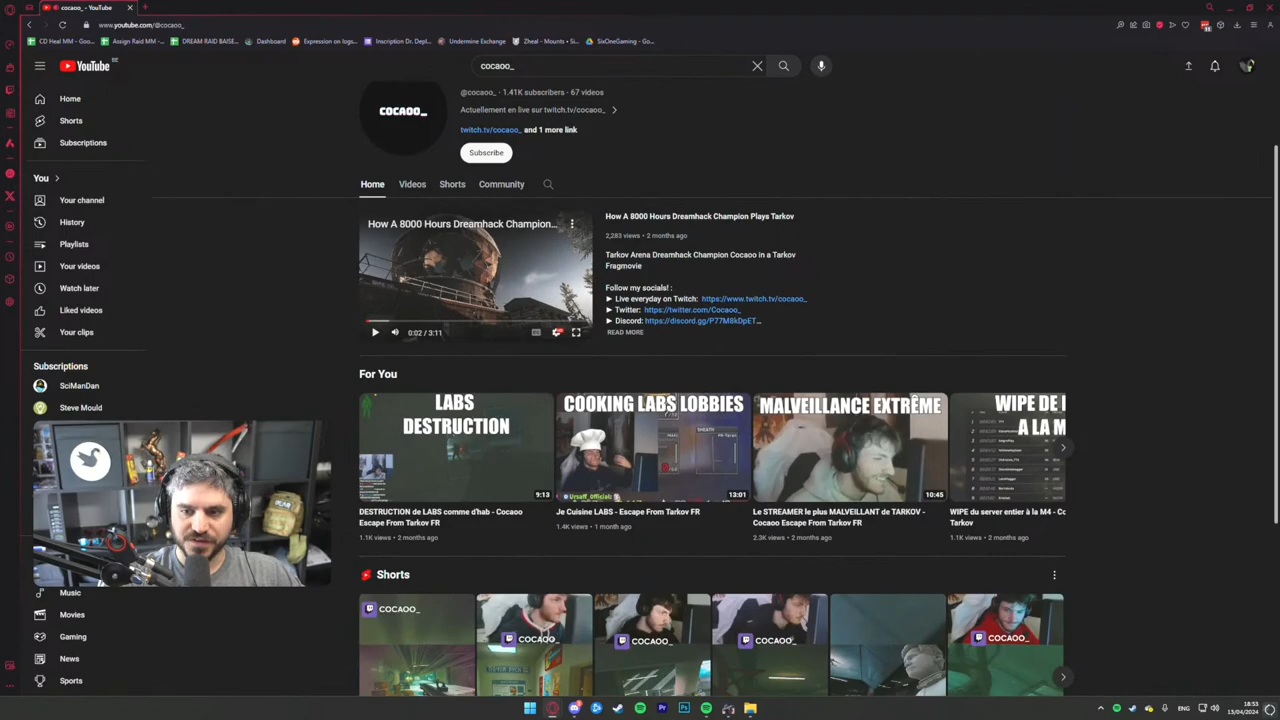 cocaoo_ - YouTube
www.youtube.com/@cocaoo_
CD Heal MM - Goo...
Assign Raid MM -...
DREAM RAID BAISE...
Dashboard
Expression on logs...
Inscription Dr. Depl...
Undermine Exchange
Zheal - Mounts • Si...
SixOneGaming - Go...
YouTube BE
cocaoo_
COCAOO_
@cocaoo_ · 1.41K subscribers · 67 videos
Actuellement en live sur twitch.tv/cocaoo_
twitch.tv/cocaoo_ and 1 more link
Subscribe
Home Videos Shorts Community
Home
Shorts
Subscriptions
You
Your channel
History
Playlists
Your videos
Watch later
Liked videos
Your clips
Subscriptions
SciManDan
Steve Mould
Music
Movies
Gaming
News
Sports
How A 8000 Hours Dreamhack Champion...
0:02 / 3:11
How A 8000 Hours Dreamhack Champion Plays Tarkov
2,283 views • 2 months ago
Tarkov Arena Dreamhack Champion Cocaoo in a Tarkov
Fragmovie
Follow my socials! :
► Live everyday on Twitch: https://www.twitch.tv/cocaoo_
► Twitter: https://twitter.com/Cocaoo_
► Discord: https://discord.gg/P77M8kDpET...
READ MORE
For You
LABS
DESTRUCTION
9:13
DESTRUCTION de LABS comme d'hab - Cocaoo
Escape From Tarkov FR
1.1K views • 2 months ago
COOKING LABS LOBBIES
SHEATH
Ursaff_Officialz
13:01
Je Cuisine LABS - Escape From Tarkov FR
1.4K views • 1 month ago
MALVEILLANCE EXTRÊME
10:45
Le STREAMER le plus MALVEILLANT de TARKOV -
Cocaoo Escape From Tarkov FR
2.3K views • 2 months ago
WIPE DE
A LA M
WIPE du server entier à la M4 - Co
Tarkov
1.1K views • 2 months ago
Shorts
COCAOO_
COCAOO_
COCAOO_
COCAOO_
COCAOO_
ENG
18:53
13/04/2024